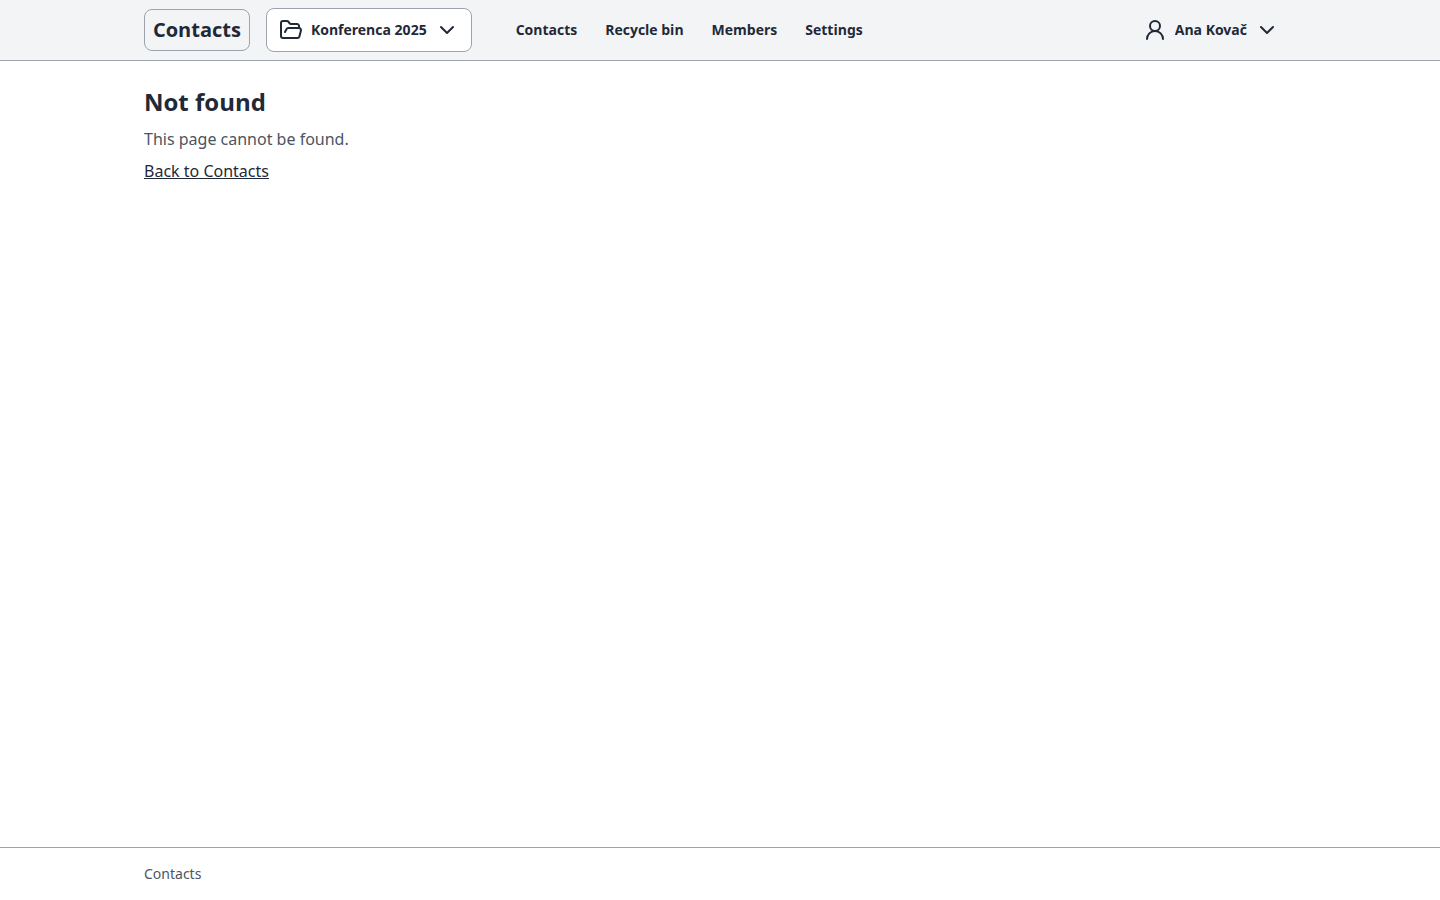 Contacts
Konferenca 2025
Contacts
Recycle bin
Members
Settings
Ana Kovač
Not found
This page cannot be found.
Back to Contacts
Contacts